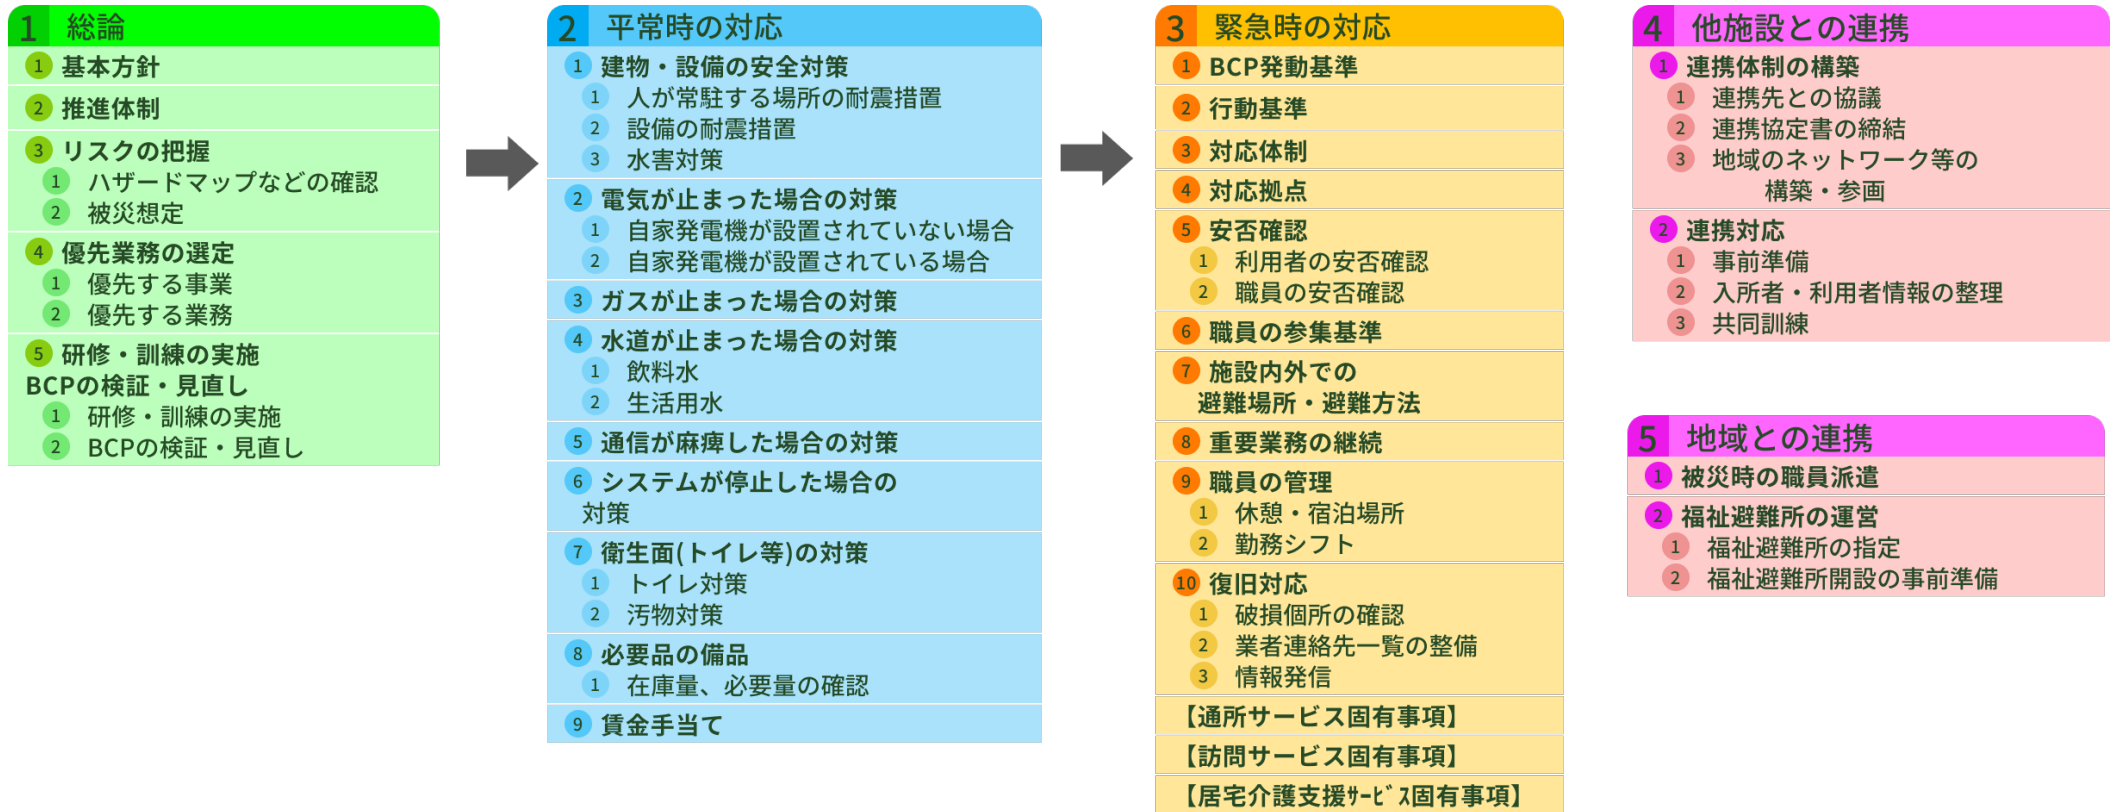 1 総論
1 基本方針
2 推進体制
3 リスクの把握
1 ハザードマップなどの確認
2 被災想定
4 優先業務の選定
1 優先する事業
2 優先する業務
5 研修・訓練の実施
BCPの検証・見直し
1 研修・訓練の実施
2 BCPの検証・見直し
2 平常時の対応
1 建物・設備の安全対策
1 人が常駐する場所の耐震措置
2 設備の耐震措置
3 水害対策
2 電気が止まった場合の対策
1 自家発電機が設置されていない場合
2 自家発電機が設置されている場合
3 ガスが止まった場合の対策
4 水道が止まった場合の対策
1 飲料水
2 生活用水
5 通信が麻痺した場合の対策
6 システムが停止した場合の
対策
7 衛生面(トイレ等)の対策
1 トイレ対策
2 汚物対策
8 必要品の備品
1 在庫量、必要量の確認
9 賃金手当て
3 緊急時の対応
1 BCP発動基準
2 行動基準
3 対応体制
4 対応拠点
5 安否確認
1 利用者の安否確認
2 職員の安否確認
6 職員の参集基準
7 施設内外での
避難場所・避難方法
8 重要業務の継続
9 職員の管理
1 休憩・宿泊場所
2 勤務シフト
10 復旧対応
1 破損個所の確認
2 業者連絡先一覧の整備
3 情報発信
【通所サービス固有事項】
【訪問サービス固有事項】
【居宅介護支援ｻｰﾋﾞｽ固有事項】
4 他施設との連携
1 連携体制の構築
1 連携先との協議
2 連携協定書の締結
3 地域のネットワーク等の
構築・参画
2 連携対応
1 事前準備
2 入所者・利用者情報の整理
3 共同訓練
5 地域との連携
1 被災時の職員派遣
2 福祉避難所の運営
1 福祉避難所の指定
2 福祉避難所開設の事前準備